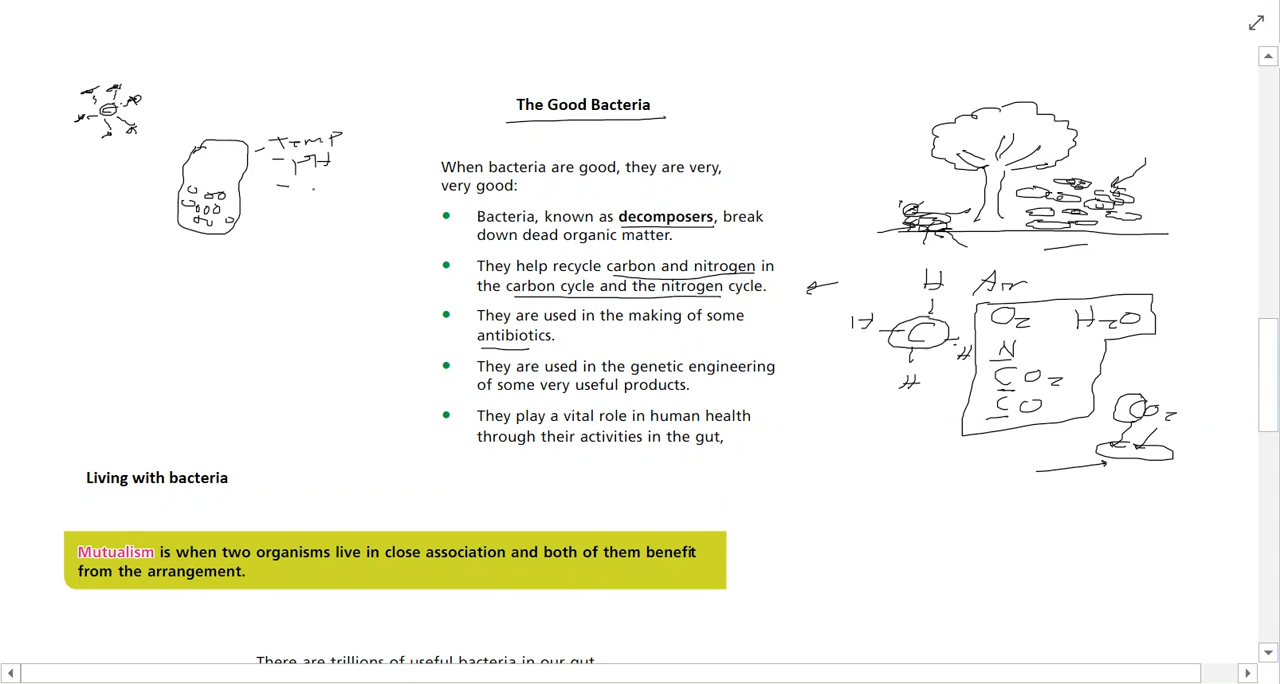 The Good Bacteria
Temp
- PH
-
When bacteria are good, they are very,
very good:
• Bacteria, known as decomposers, break
down dead organic matter.
• They help recycle carbon and nitrogen in
the carbon cycle and the nitrogen cycle.
• They are used in the making of some
antibiotics.
• They are used in the genetic engineering
of some very useful products.
• They play a vital role in human health
through their activities in the gut,
H Air
H C H
H
O2 H2O
N
CO2
CO
CO2
Living with bacteria
Mutualism is when two organisms live in close association and both of them benefit
from the arrangement.
There are trillions of useful bacteria in our gut